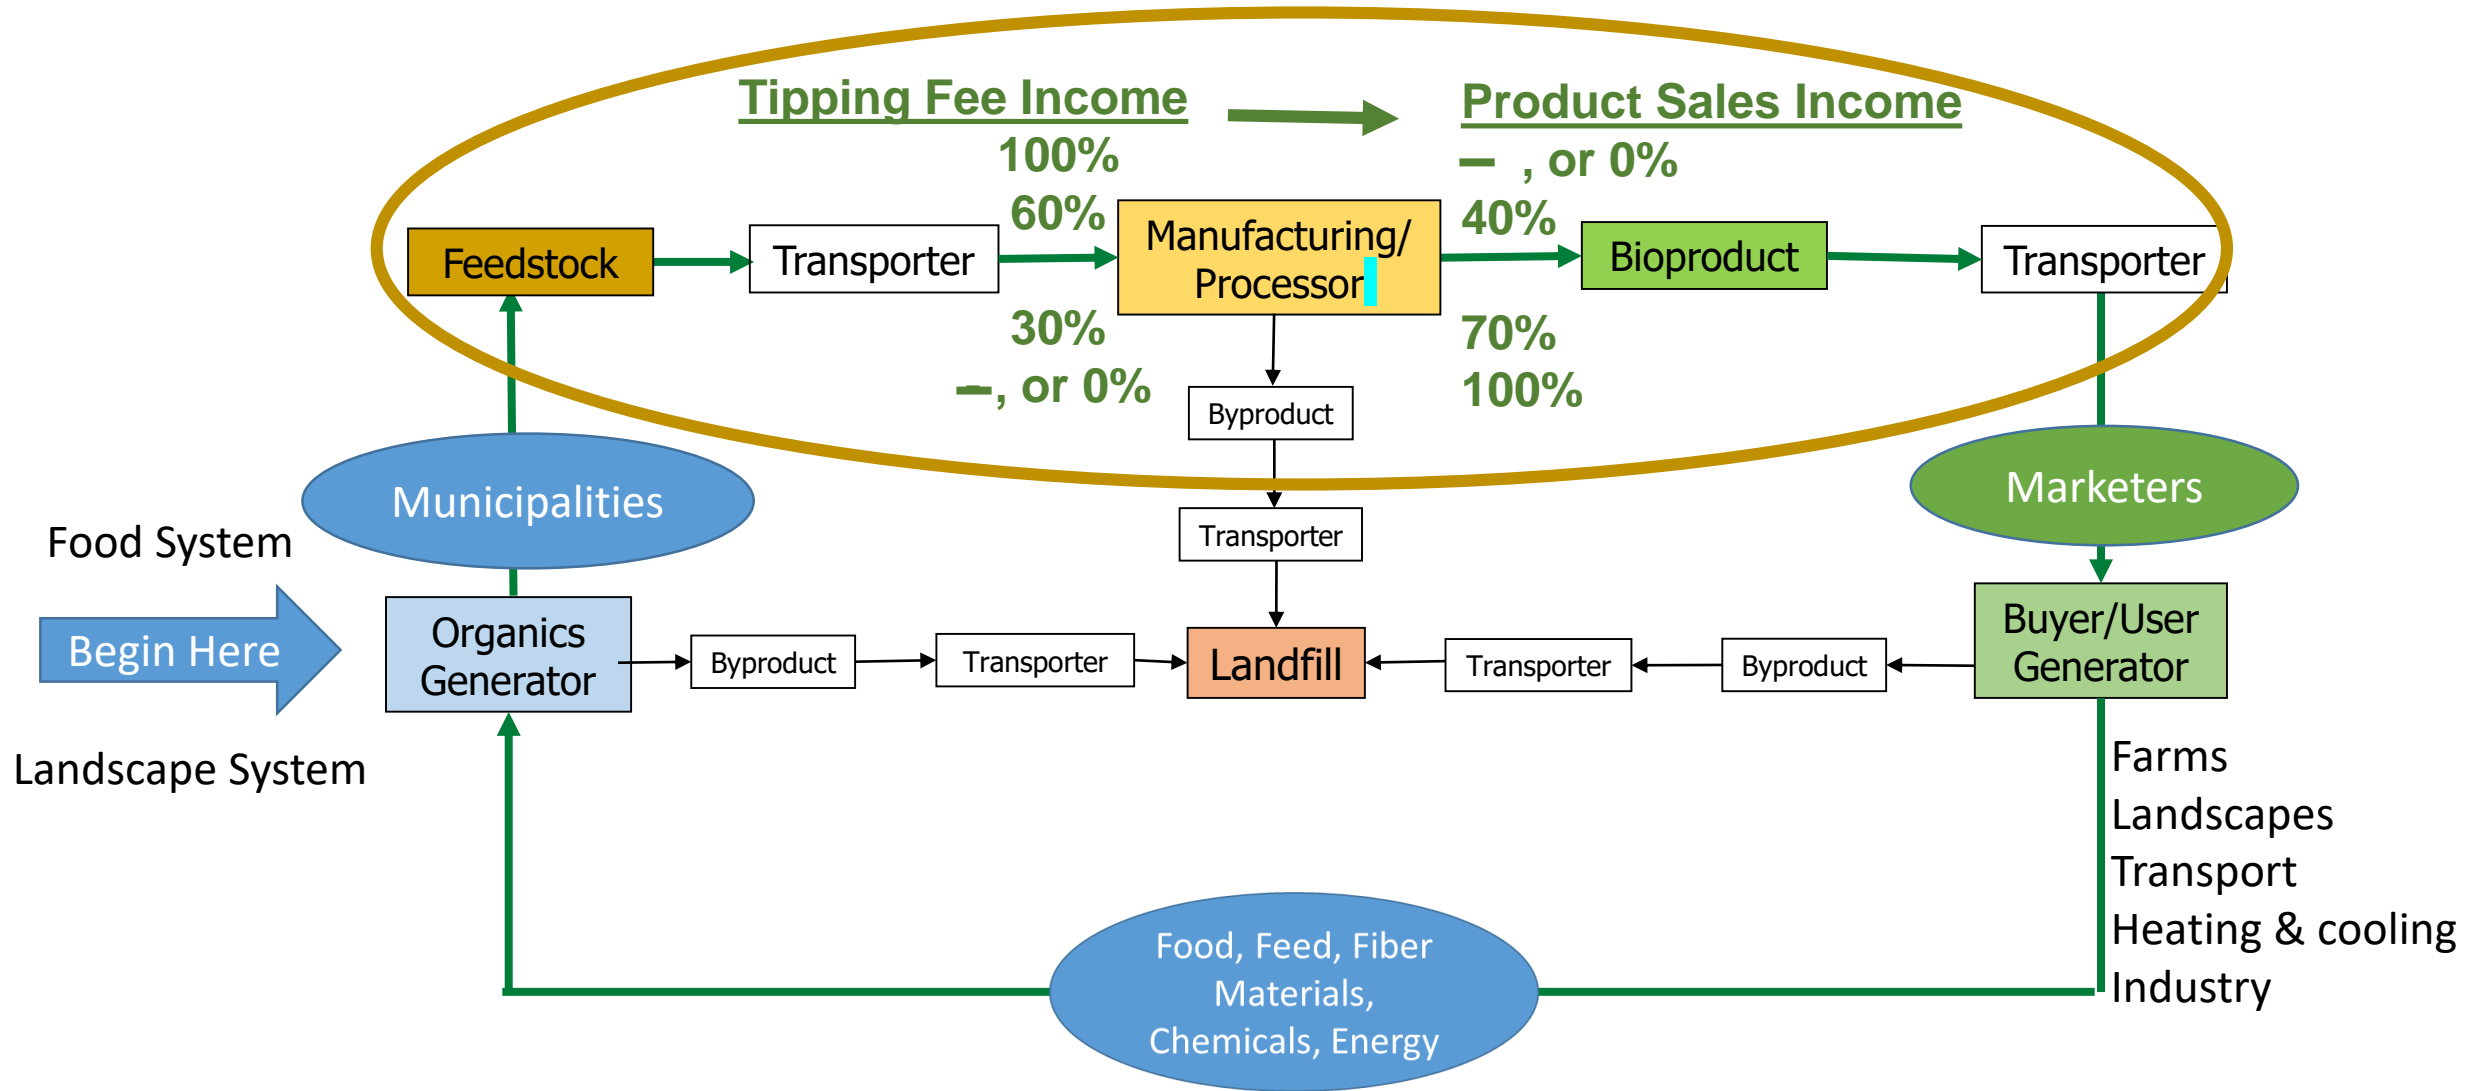 Tipping Fee Income
Product Sales Income
100%
– , or 0%
60%
40%
Feedstock
Transporter
Manufacturing/
Processor
Bioproduct
Transporter
30%
70%
–, or 0%
100%
Byproduct
Municipalities
Marketers
Transporter
Food System
Begin Here
Landscape System
Organics
Generator
Byproduct
Transporter
Landfill
Transporter
Byproduct
Buyer/User
Generator
Farms
Landscapes
Transport
Heating & cooling
Industry
Food, Feed, Fiber
Materials,
Chemicals, Energy